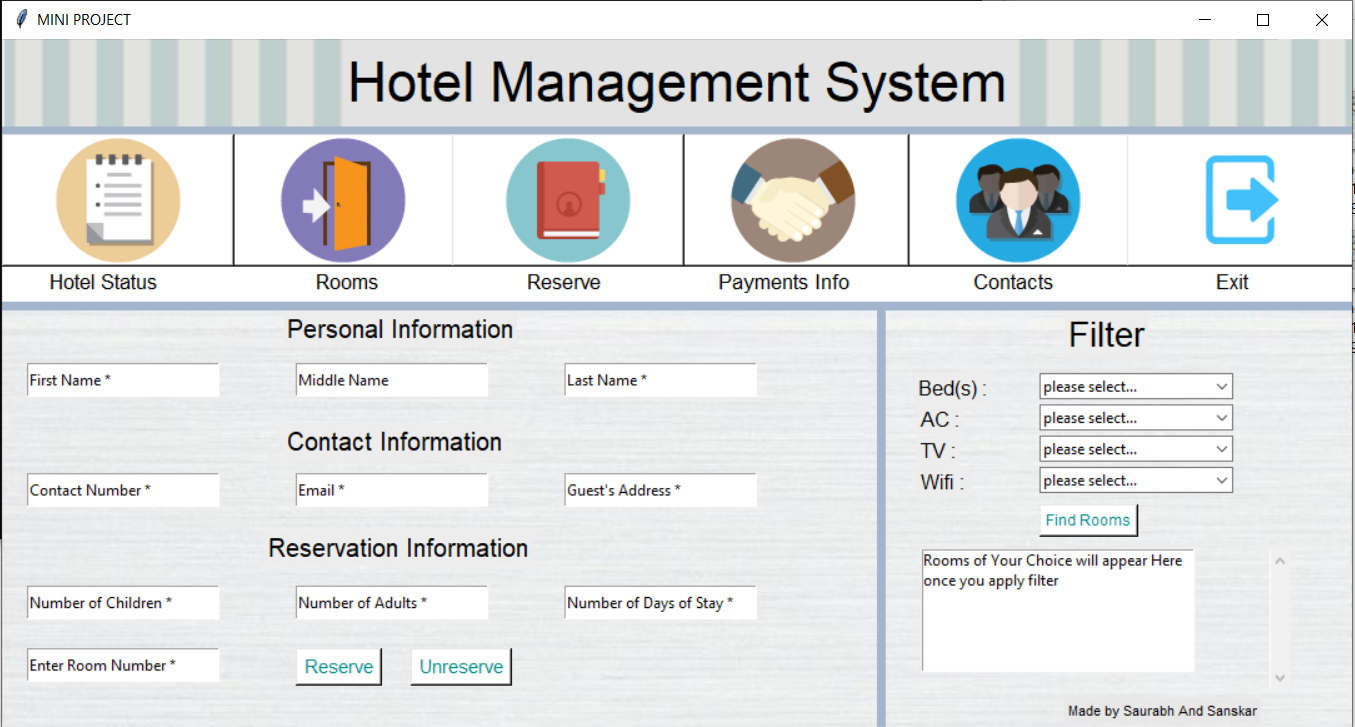 MINI PROJECT
Hotel Management System
Hotel Status
Rooms
Reserve
Payments Info
Contacts
Exit
Personal Information
First Name *
Middle Name
Last Name *
Contact Information
Contact Number *
Email *
Guest's Address *
Reservation Information
Number of Children *
Number of Adults *
Number of Days of Stay *
Enter Room Number *
Reserve
Unreserve
Filter
Bed(s) :
please select...
AC :
please select...
TV :
please select...
Wifi :
please select...
Find Rooms
Rooms of Your Choice will appear Here
once you apply filter
Made by Saurabh And Sanskar